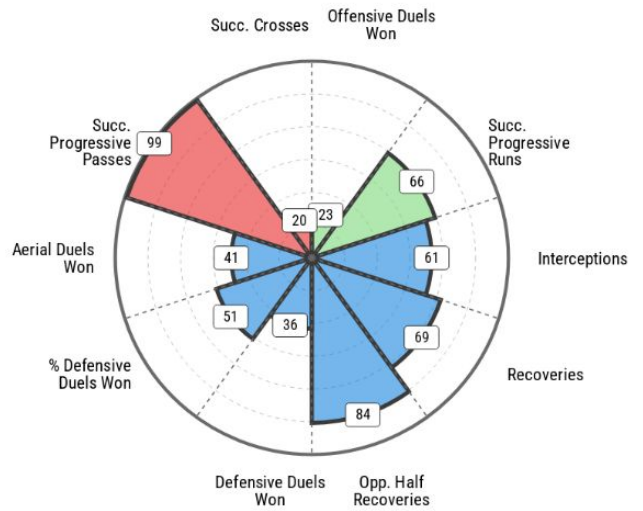 Succ. Crosses
Offensive Duels
Won
Succ.
Progressive
Passes
99
Succ.
Progressive
Runs
66
20
23
Aerial Duels
Won
41
61
Interceptions
% Defensive
Duels Won
51
36
69
Recoveries
84
Defensive Duels
Won
Opp. Half
Recoveries